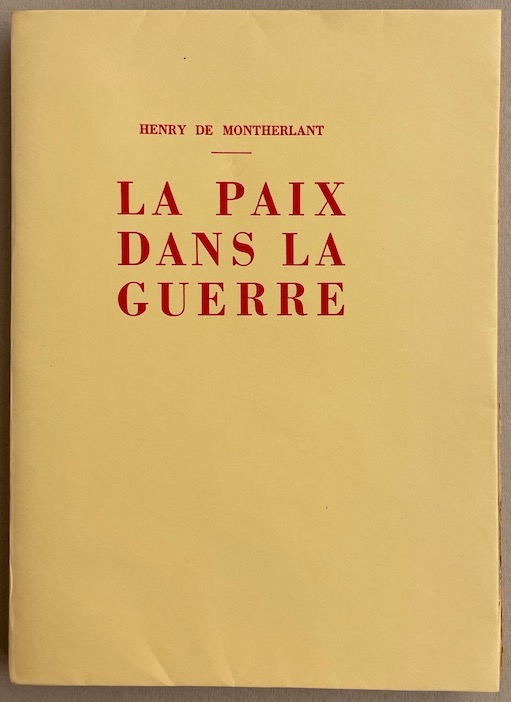 HENRY DE MONTHERLANT
LA PAIX
DANS LA
GUERRE